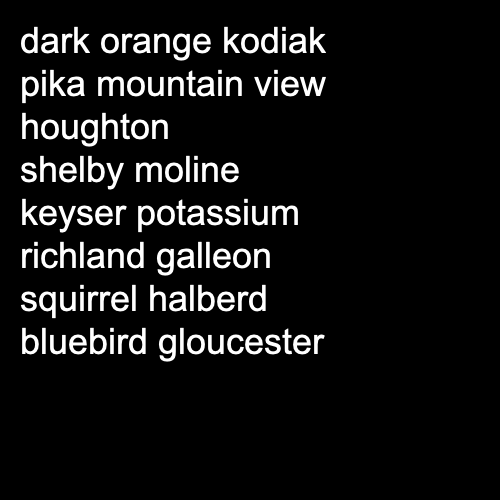 dark orange kodiak
pika mountain view
houghton
shelby moline
keyser potassium
richland galleon
squirrel halberd
bluebird gloucester